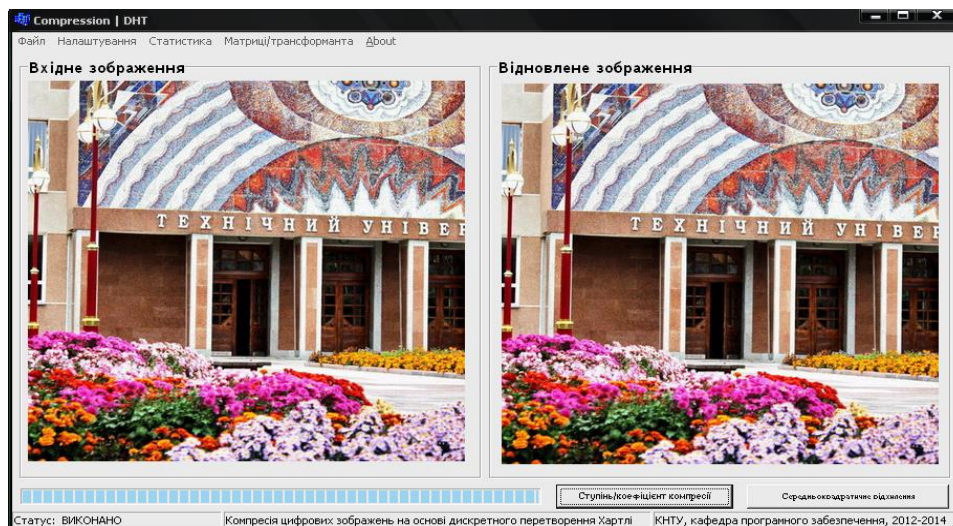 Compression | DHT
Файл Налаштування Статистика Матриці/трансформанта About
Вхідне зображення
Відновлене зображення
ТЕХНІЧНИЙ УНІВЕР
ТЕХНІЧНИЙ УНІВЕР
Ступінь/коефіцієнт компресії
Середньоквадратичне відхилення
Статус: ВИКОНАНО
Компресія цифрових зображень на основі дискретного перетворення Хартлі
КНТУ, кафедра програмного забезпечення, 2012-2014